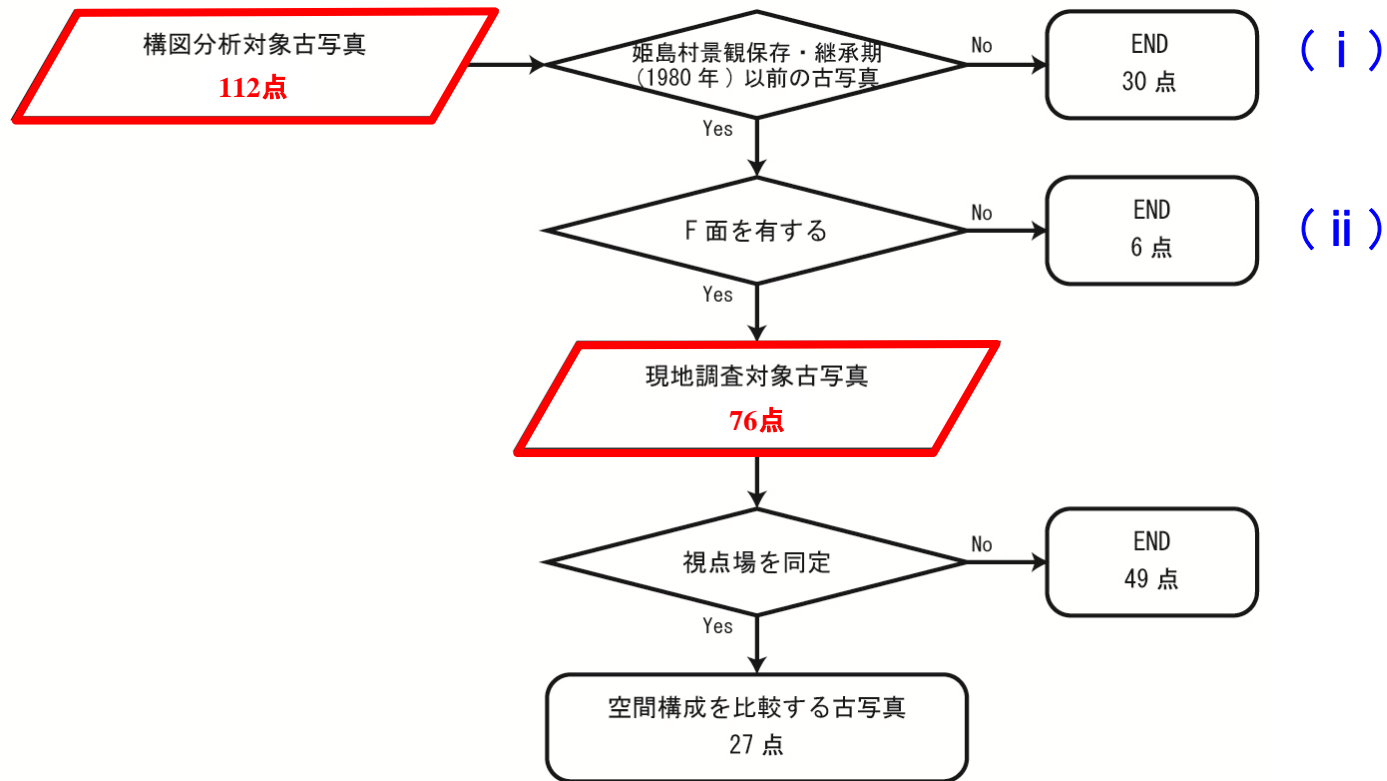 構図分析対象古写真
112点
姫島村景観保存・継承期
(1980 年 ) 以前の古写真
No
END
30 点
( ⅰ )
Yes
F 面を有する
No
END
6 点
( ⅱ )
Yes
現地調査対象古写真
76点
視点場を同定
No
END
49 点
Yes
空間構成を比較する古写真
27 点